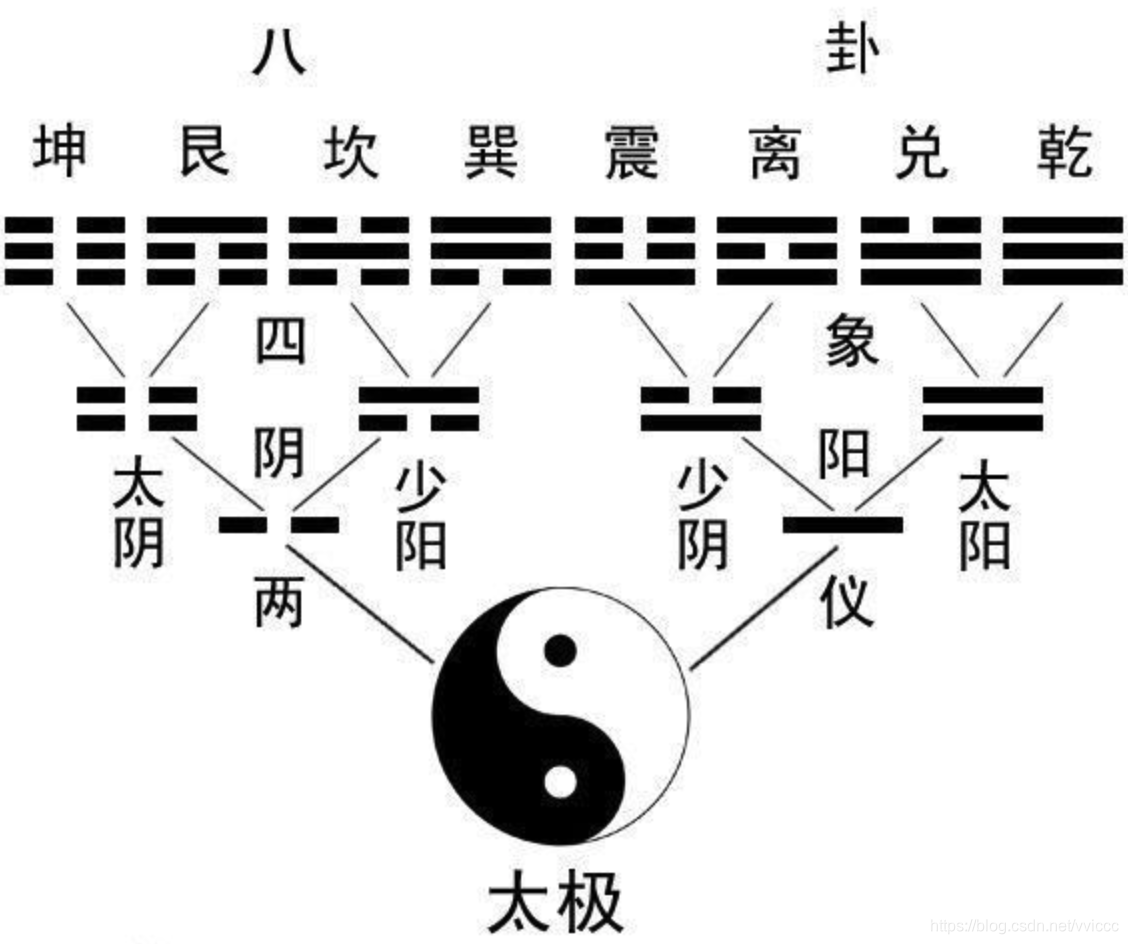 八 卦
坤 艮 坎 巽 震 离 兑 乾
四 象
阴 阳
太阴 少阳 少阴 太阳
两 仪
太极
https://blog.csdn.net/vviccc